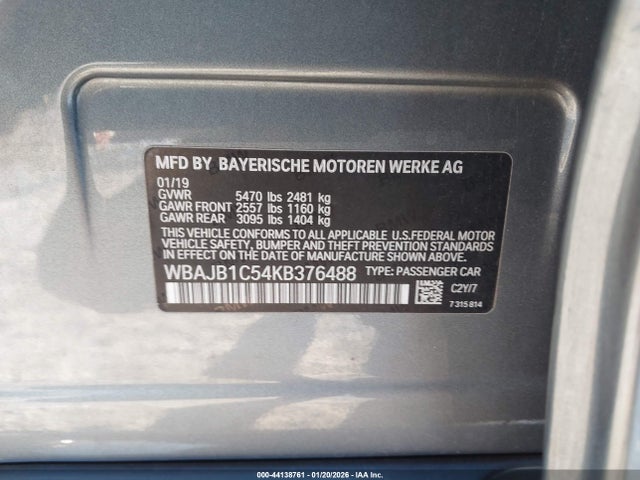 MFD BY BAYERISCHE MOTOREN WERKE AG
01/19
GVWR 5470 lbs 2481 kg
GAWR FRONT 2557 lbs 1160 kg
GAWR REAR 3095 lbs 1404 kg
THIS VEHICLE CONFORMS TO ALL APPLICABLE U.S.FEDERAL MOTOR
VEHICLE SAFETY, BUMPER, AND THEFT PREVENTION STANDARDS
IN EFFECT ON THE DATE OF MANUFACTURE SHOWN ABOVE.
WBAJB1C54KB376488 TYPE: PASSENGER CAR
C2Y/7
7 315 814
000-44138761 - 01/20/2026 - IAA Inc.